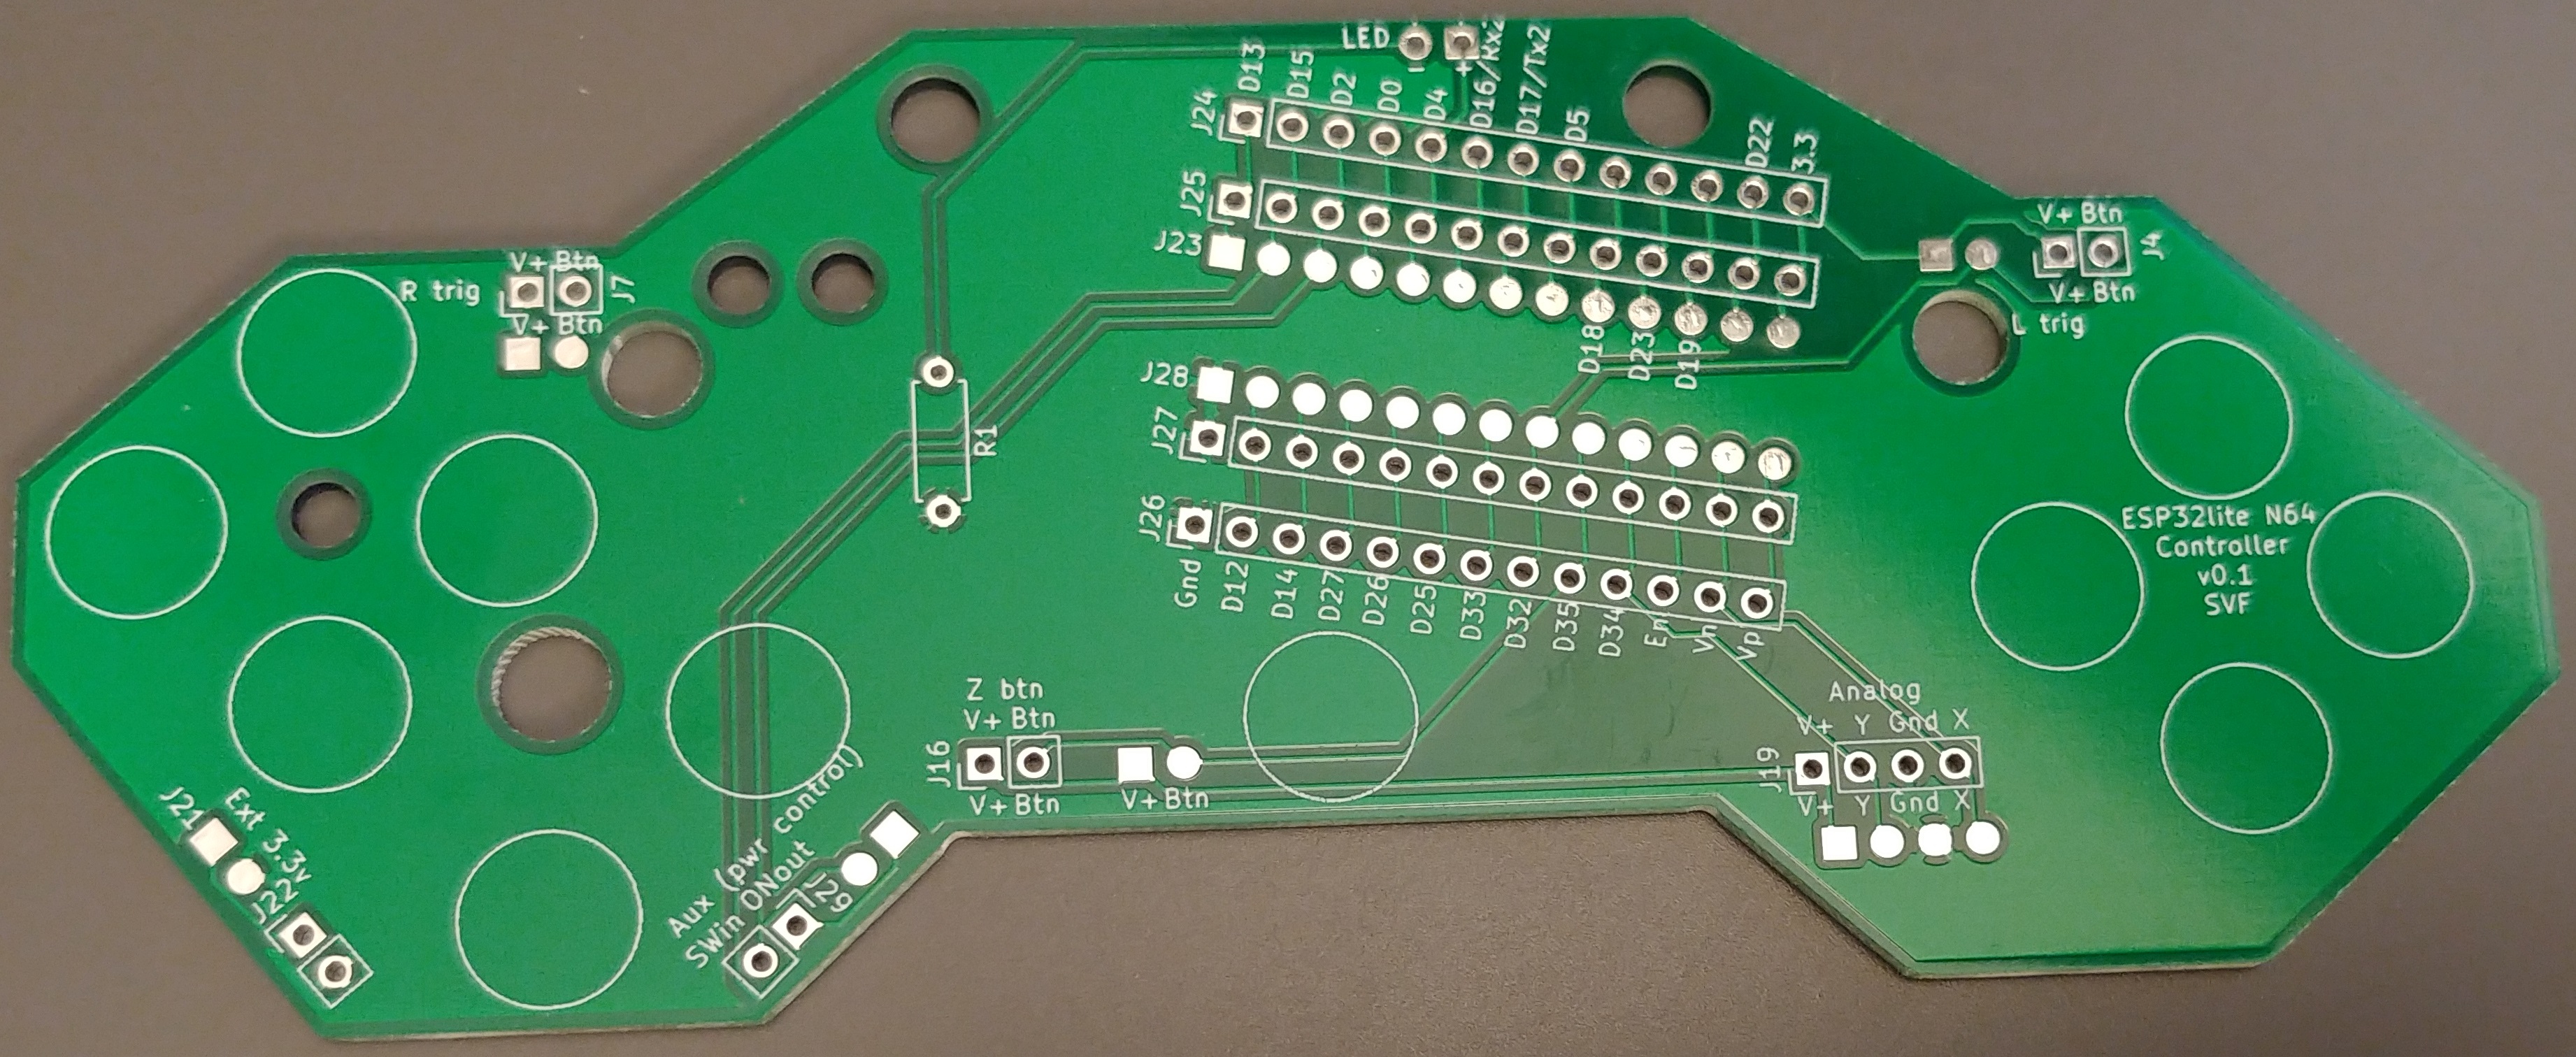 LED
- +
J24
D13
D15
D2
D0
D4
D16/Rx2
D17/Tx2
D5
D22
3.3
J25
J23
D18
D23
D19
V+ Btn
J4
V+ Btn
L trig
V+ Btn
R trig
J7
V+ Btn
R1
J28
J27
J26
Gnd
D12
D14
D27
D26
D25
D33
D32
D35
D34
En
Vn
Vp
ESP32lite N64
Controller
v0.1
SVF
Z btn
V+ Btn
J16
V+ Btn
V+ Btn
Analog
V+ Y Gnd X
J19
V+ Y Gnd X
J21
Ext 3.3v
J22
Aux (pwr control)
SWin ONout
J29